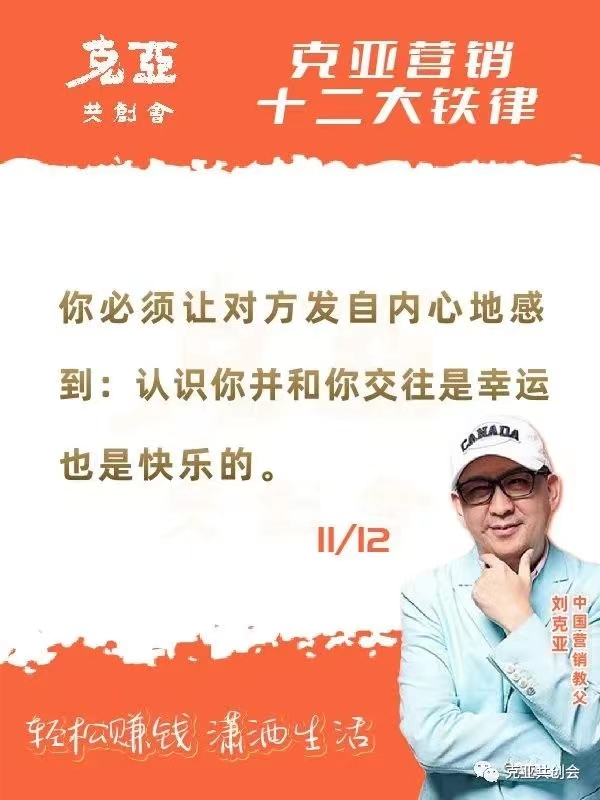 克亚
共創會
克亚营销
十二大铁律
你必须让对方发自内心地感
到：认识你并和你交往是幸运
也是快乐的。
11/12
CANADA
中国营销教父
刘克亚
轻松赚钱 潇洒生活
克亚共创会